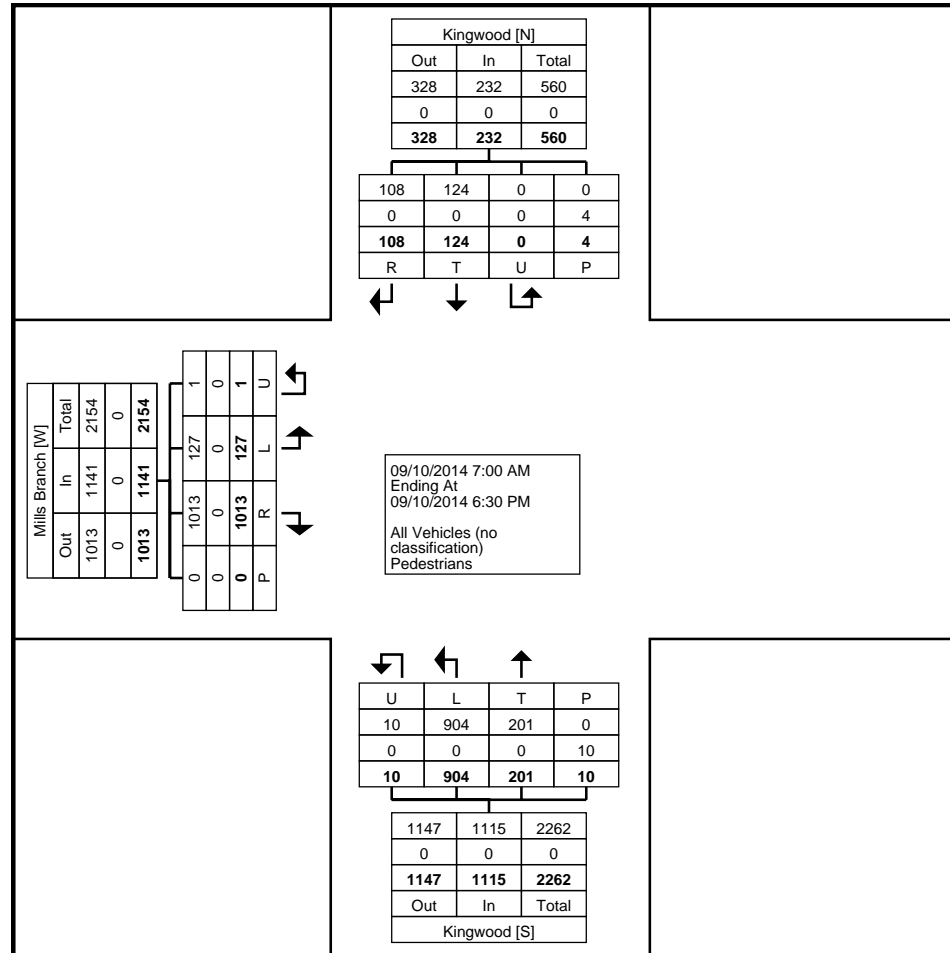 Kingwood [N]
Out In Total
328 232 560
0 0 0
328 232 560
108 124 0 0
0 0 0 4
108 124 0 4
R T U P
Mills Branch [W]
Out In Total
1013 1141 2154
0 0 0
1013 1141 2154
0 1013 127 1
0 0 0 0
0 1013 127 1
P R L U
09/10/2014 7:00 AM
Ending At
09/10/2014 6:30 PM
All Vehicles (no
classification)
Pedestrians
U L T P
10 904 201 0
0 0 0 10
10 904 201 10
1147 1115 2262
0 0 0
1147 1115 2262
Out In Total
Kingwood [S]